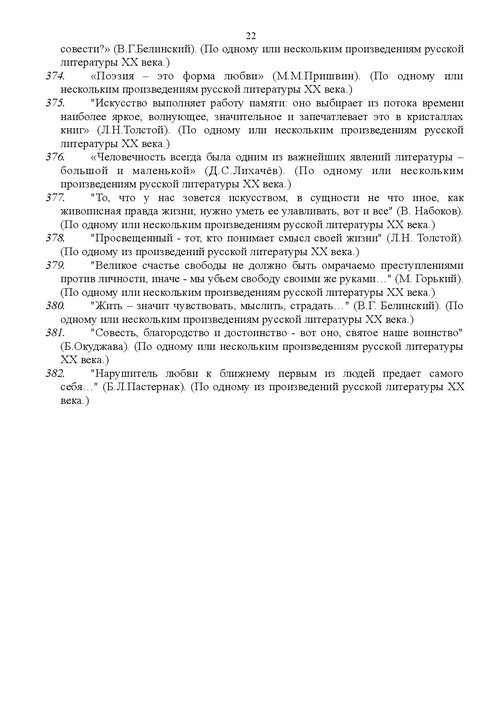 22
совести?» (В.Г.Белинский). (По одному или нескольким произведениям русской
литературы XX века.)
374. «Поэзия – это форма любви» (М.М.Пришвин). (По одному или
нескольким произведениям русской литературы XX века.)
375. "Искусство выполняет работу памяти: оно выбирает из потока времени
наиболее яркое, волнующее, значительное и запечатлевает это в кристаллах
книг» (Л.Н.Толстой). (По одному или нескольким произведениям русской
литературы XX века.)
376. «Человечность всегда была одним из важнейших явлений литературы –
большой и маленькой» (Д.С.Лихачёв). (По одному или нескольким
произведениям русской литературы XX века.)
377. "То, что у нас зовется искусством, в сущности не что иное, как
живописная правда жизни; нужно уметь ее улавливать, вот и все" (В. Набоков).
(По одному или нескольким произведениям русской литературы XX века.)
378. "Просвещенный - тот, кто понимает смысл своей жизни" (Л.Н. Толстой).
(По одному из произведений русской литературы XX века.)
379. "Великое счастье свободы не должно быть омрачаемо преступлениями
против личности, иначе - мы убьем свободу своими же руками…" (М. Горький).
(По одному или нескольким произведениям русской литературы XX века.)
380. "Жить – значит чувствовать, мыслить, страдать…" (В.Г. Белинский). (По
одному или нескольким произведениям русской литературы XX века.)
381. "Совесть, благородство и достоинство - вот оно, святое наше воинство"
(Б.Окуджава). (По одному или нескольким произведениям русской литературы
XX века.)
382. "Нарушитель любви к ближнему первым из людей предает самого
себя…" (Б.Л.Пастернак). (По одному из произведений русской литературы XX
века.)